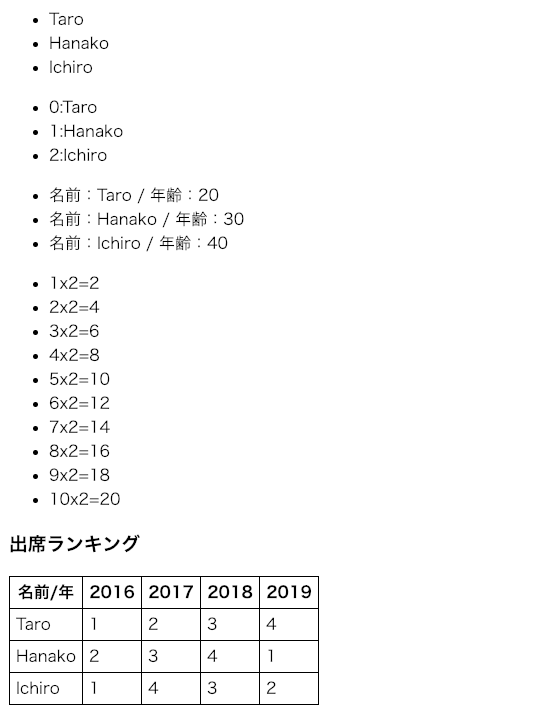 Taro
Hanako
Ichiro
0:Taro
1:Hanako
2:Ichiro
名前：Taro / 年齢：20
名前：Hanako / 年齢：30
名前：Ichiro / 年齢：40
1x2=2
2x2=4
3x2=6
4x2=8
5x2=10
6x2=12
7x2=14
8x2=16
9x2=18
10x2=20
出席ランキング
名前/年 2016 2017 2018 2019
Taro 1 2 3 4
Hanako 2 3 4 1
Ichiro 1 4 3 2